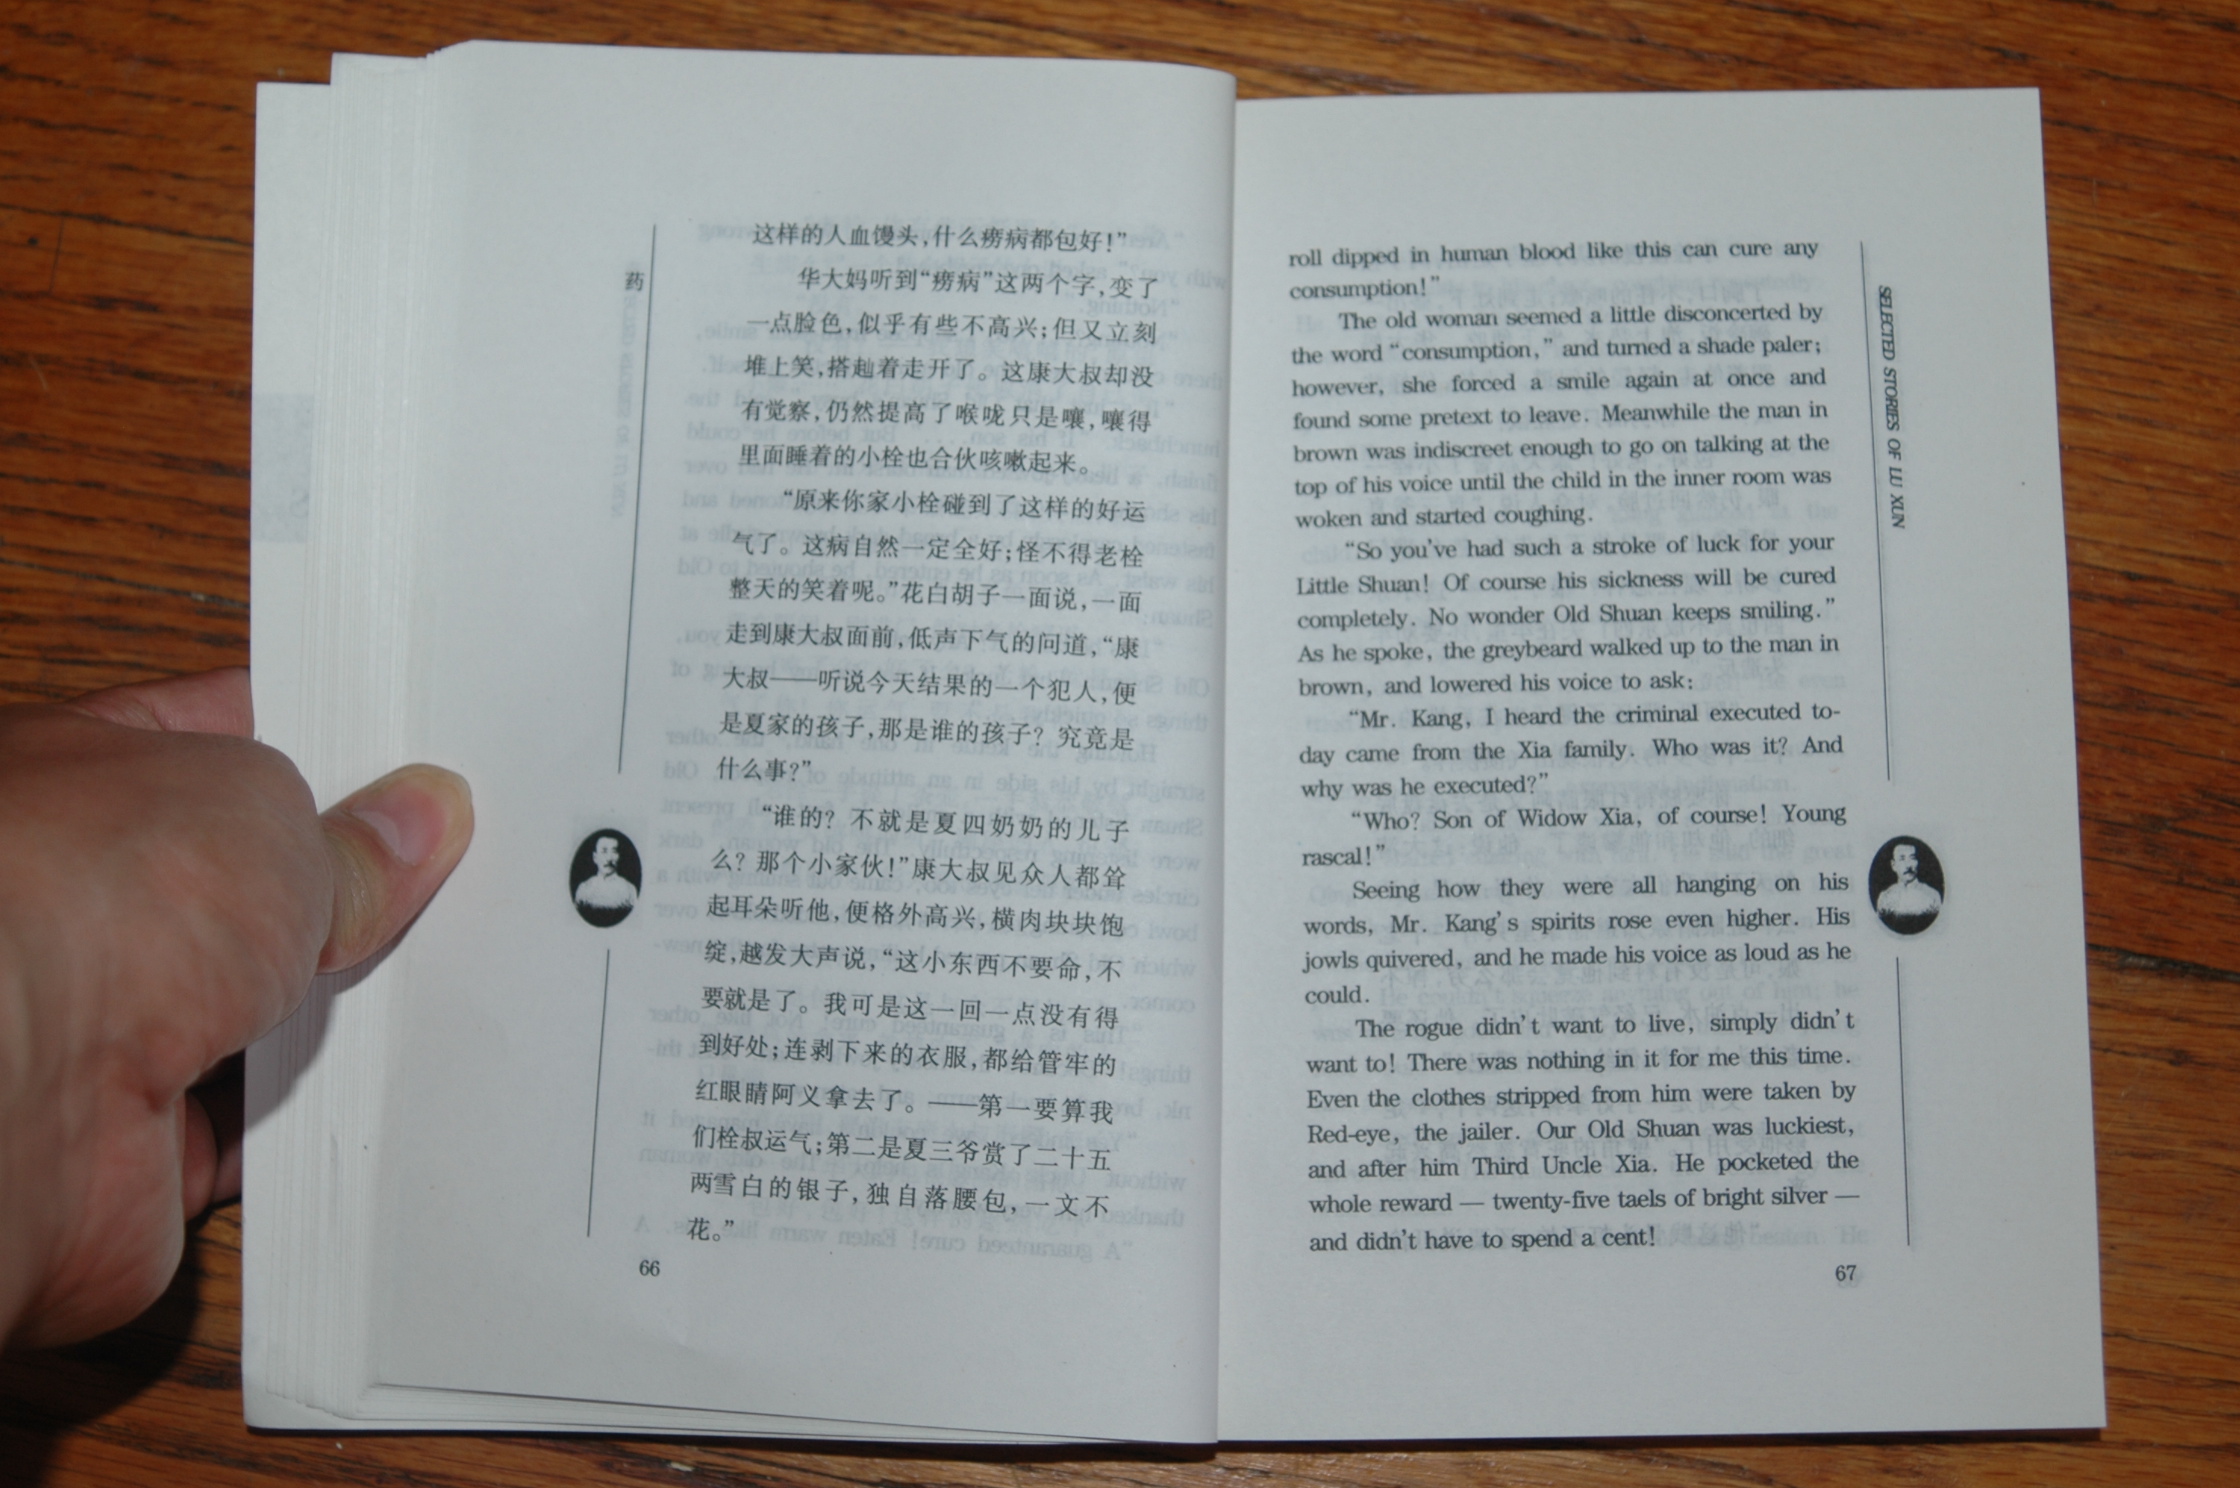 药
这样的人血馒头,什么痨病都包好!”
华大妈听到“痨病”这两个字,变了
一点脸色,似乎有些不高兴;但又立刻
堆上笑,搭讪着走开了。这康大叔却没
有觉察,仍然提高了喉咙只是嚷,嚷得
里面睡着的小栓也合伙咳嗽起来。
“原来你家小栓碰到了这样的好运
气了。这病自然一定全好;怪不得老栓
整天的笑着呢。”花白胡子一面说,一面
走到康大叔面前,低声下气的问道,“康
大叔——听说今天结果的一个犯人,便
是夏家的孩子,那是谁的孩子?究竟是
什么事?”
“谁的?不就是夏四奶奶的儿子
么?那个小家伙!”康大叔见众人都耸
起耳朵听他,便格外高兴,横肉块块饱
绽,越发大声说,“这小东西不要命,不
要就是了。我可是这一回一点没有得
到好处;连剥下来的衣服,都给管牢的
红眼睛阿义拿去了。——第一要算我
们栓叔运气;第二是夏三爷赏了二十五
两雪白的银子,独自落腰包,一文不
花。”
66
SELECTED STORIES OF LU XUN
roll dipped in human blood like this can cure any
consumption!”
The old woman seemed a little disconcerted by
the word “consumption,” and turned a shade paler;
however, she forced a smile again at once and
found some pretext to leave. Meanwhile the man in
brown was indiscreet enough to go on talking at the
top of his voice until the child in the inner room was
woken and started coughing.
“So you’ve had such a stroke of luck for your
Little Shuan! Of course his sickness will be cured
completely. No wonder Old Shuan keeps smiling.”
As he spoke, the greybeard walked up to the man in
brown, and lowered his voice to ask:
“Mr. Kang, I heard the criminal executed to-
day came from the Xia family. Who was it? And
why was he executed?”
“Who? Son of Widow Xia, of course! Young
rascal!”
Seeing how they were all hanging on his
words, Mr. Kang’s spirits rose even higher. His
jowls quivered, and he made his voice as loud as he
could.
The rogue didn’t want to live, simply didn’t
want to! There was nothing in it for me this time.
Even the clothes stripped from him were taken by
Red-eye, the jailer. Our Old Shuan was luckiest,
and after him Third Uncle Xia. He pocketed the
whole reward — twenty-five taels of bright silver —
and didn’t have to spend a cent!
67